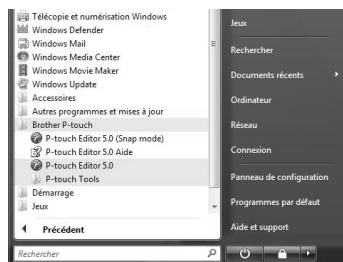 Télécopie et numérisation Windows
Windows Defender
Windows Mail
Windows Media Center
Windows Movie Maker
Windows Update
Accessoires
Autres programmes et mises à jour
Brother P-touch
P-touch Editor 5.0 (Snap mode)
P-touch Editor 5.0 Aide
P-touch Editor 5.0
P-touch Tools
Démarrage
Jeux
Précédent
Rechercher
Jeux
Rechercher
Documents récents
Ordinateur
Réseau
Connexion
Panneau de configuration
Programmes par défaut
Aide et support